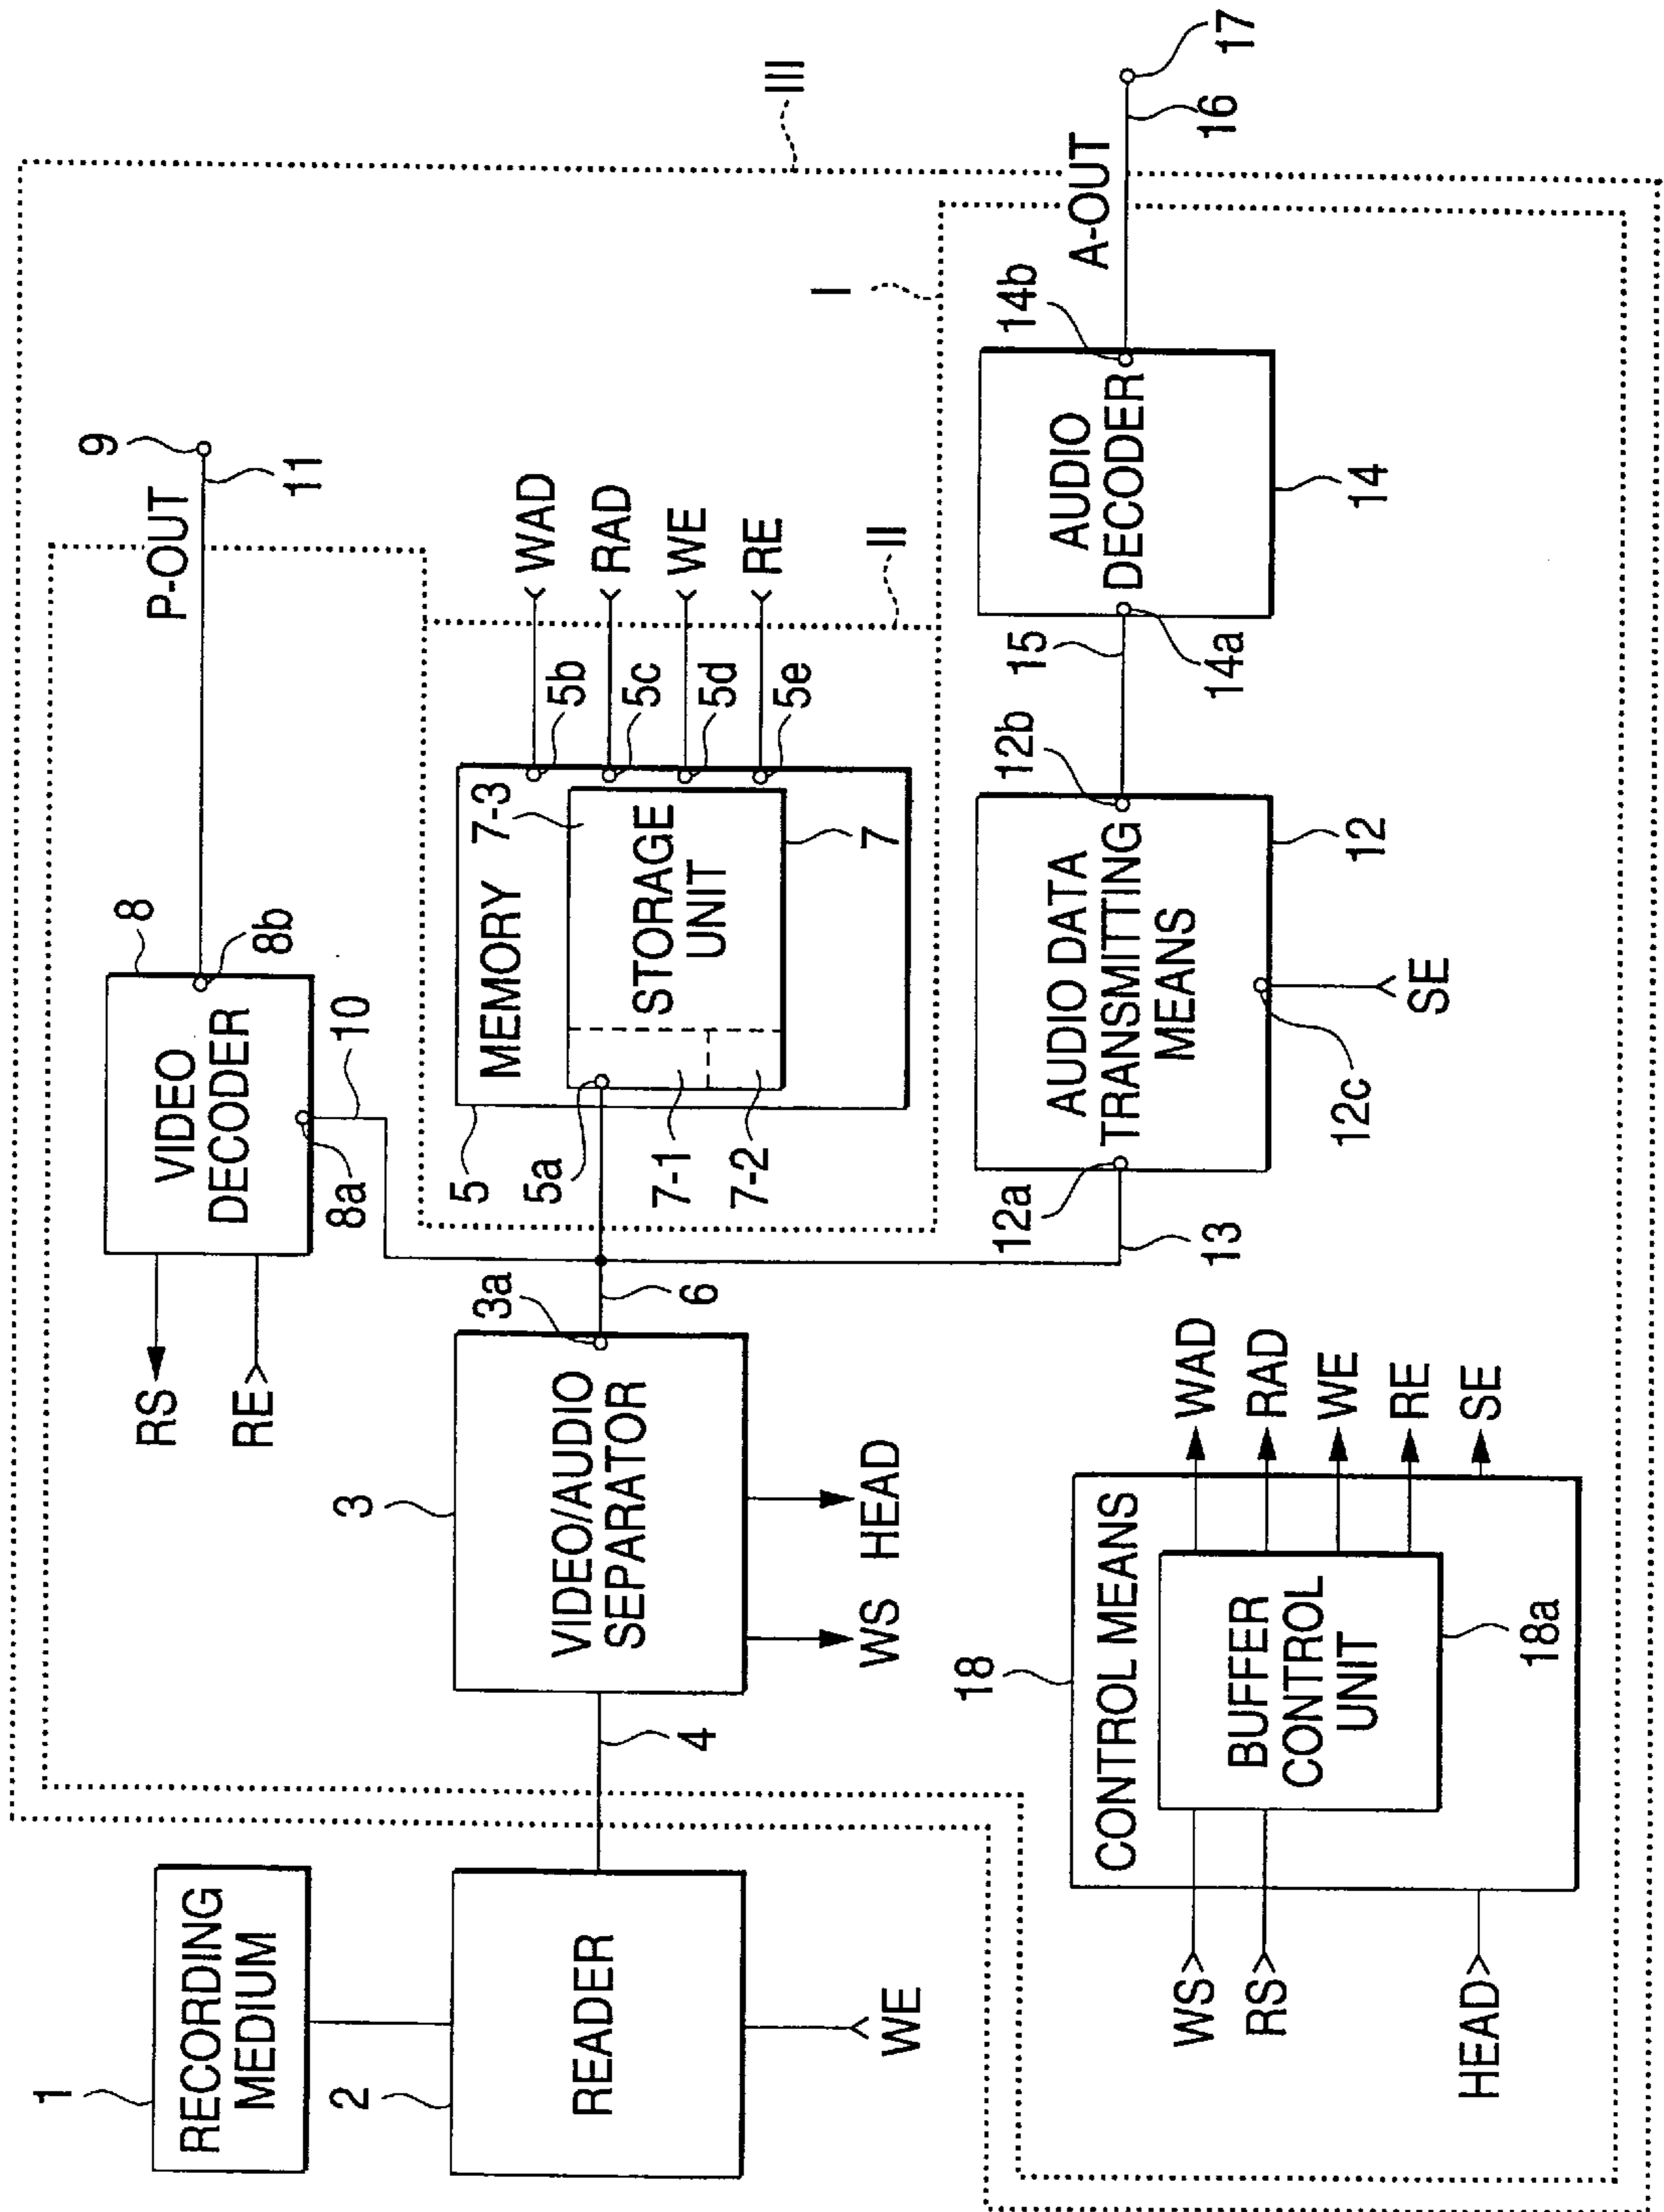 1
RECORDING
MEDIUM
2
READER
WE
4
3
VIDEO/AUDIO
SEPARATOR
3a
WS
HEAD
6
RS
RE
8
VIDEO
DECODER
8a
8b
10
P-OUT
9
11
5
MEMORY
5a
7-1
7-2
7-3
STORAGE
UNIT
7
5b
5c
5d
5e
WAD
RAD
WE
RE
II
III
I
13
12a
AUDIO DATA
TRANSMITTING
MEANS
12b
12
12c
SE
15
14a
AUDIO
DECODER
14b
14
A-OUT
16
17
18
CONTROL MEANS
BUFFER
CONTROL
UNIT
18a
WS
RS
HEAD
WAD
RAD
WE
RE
SE